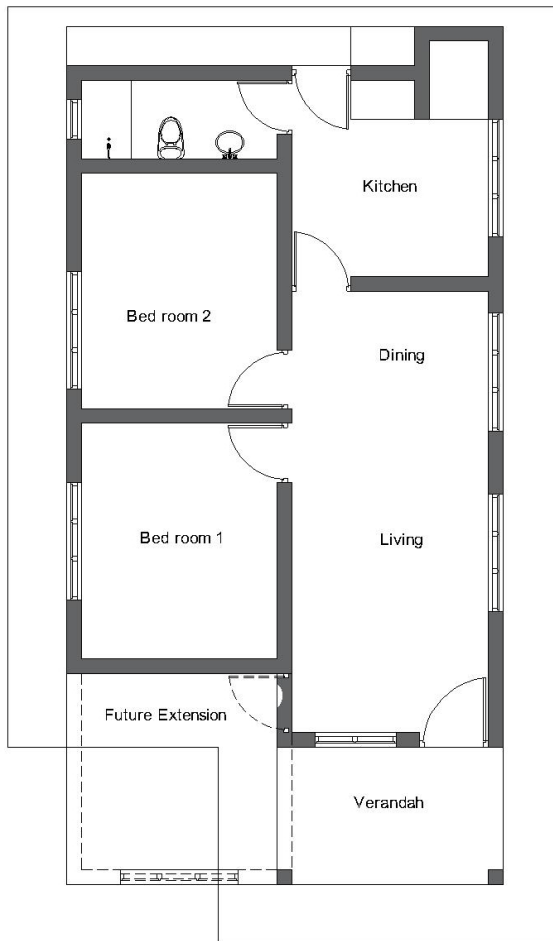 Kitchen
Bed room 2
Dining
Bed room 1
Living
Future Extension
Verandah